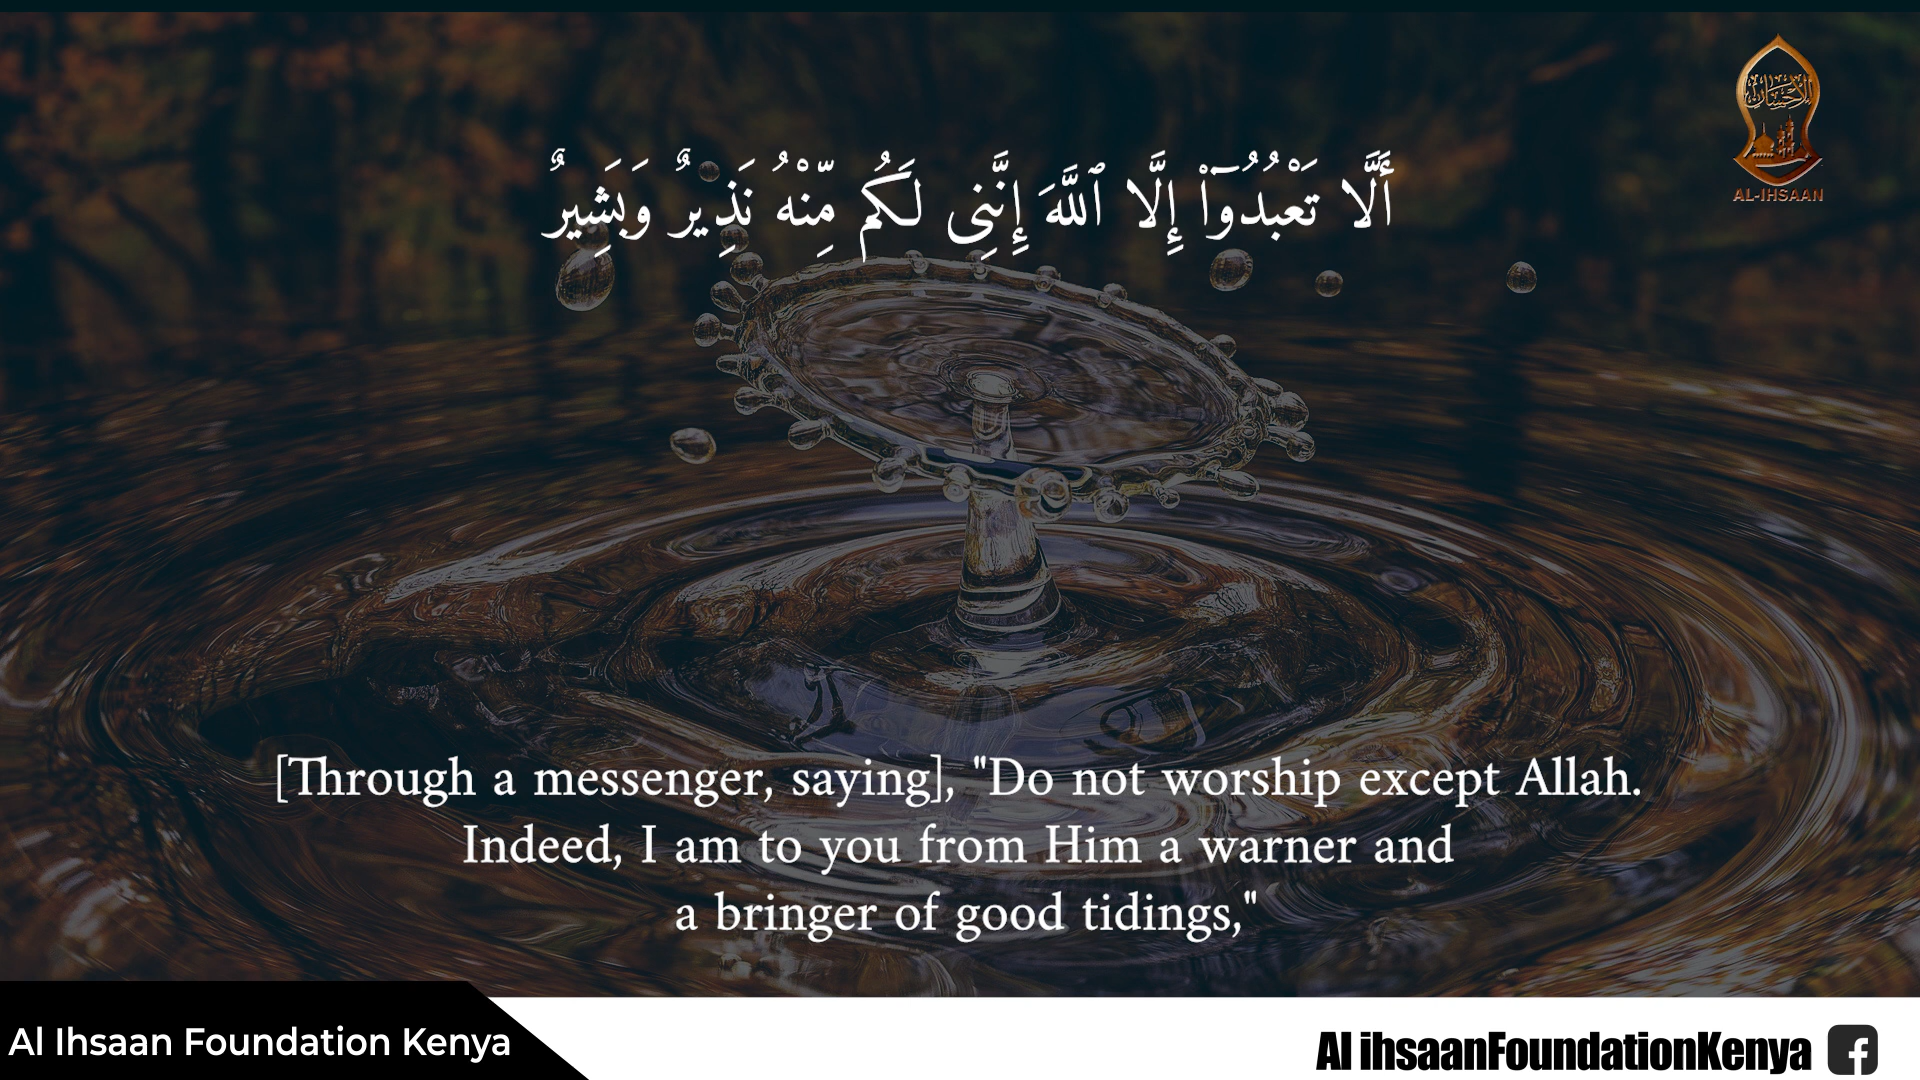 أَلَّا تَعْبُدُوٓا۟ إِلَّا ٱللَّهَ إِنَّنِى لَكُم مِّنْهُ نَذِيرٌ وَبَشِيرٌ
الإحسان
AL-IHSAAN
[Through a messenger, saying], "Do not worship except Allah.
Indeed, I am to you from Him a warner and
a bringer of good tidings,"
Al Ihsaan Foundation Kenya
Al ihsaanFoundationKenya